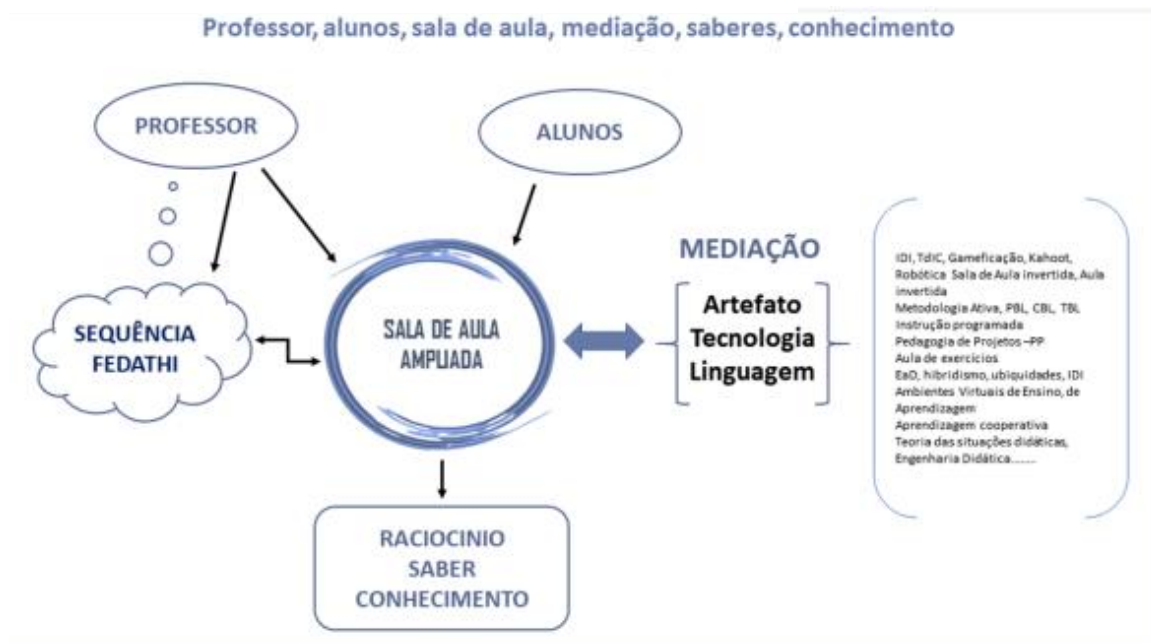 Professor, alunos, sala de aula, mediação, saberes, conhecimento
PROFESSOR
ALUNOS
SEQUÊNCIA
FEDATHI
SALA DE AULA
AMPLIADA
MEDIAÇÃO
Artefato
Tecnologia
Linguagem
IDI, TdIC, Gameficação, Kahoot,
Robótica Sala de Aula invertida, Aula
invertida
Metodologia Ativa, PBL, CBL, TBL
Instrução programada
Pedagogia de Projetos –PP
Aula de exercícios
EaD, hibridismo, ubiquidades, IDI
Ambientes Virtuais de Ensino, de
Aprendizagem
Aprendizagem cooperativa
Teoria das situações didáticas,
Engenharia Didática.......
RACIOCINIO
SABER
CONHECIMENTO